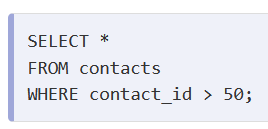 SELECT *
FROM contacts
WHERE contact_id > 50;